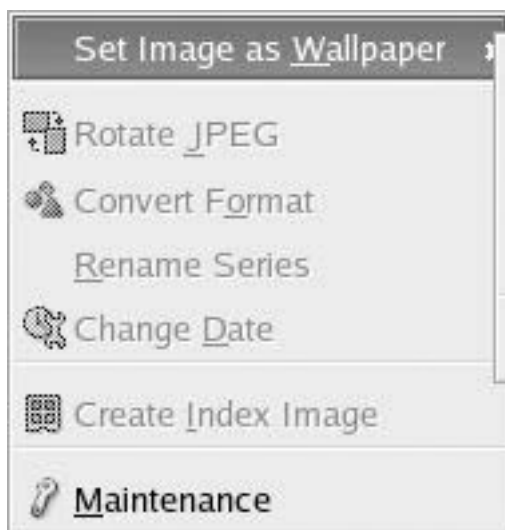 Set Image as Wallpaper
Rotate JPEG
Convert Format
Rename Series
Change Date
Create Index Image
Maintenance